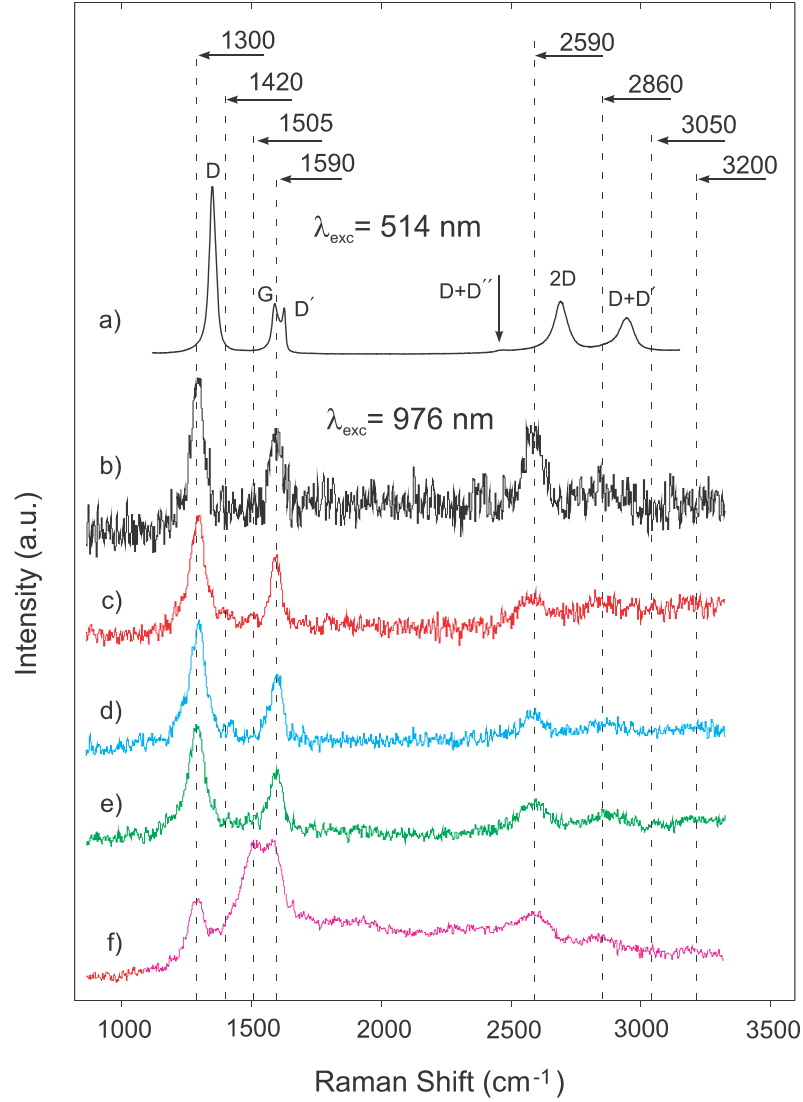 1300
2590
1420
2860
1505
3050
1590
3200
D
λexc= 514 nm
G
D´
D+D´´
2D
D+D´
a)
λexc= 976 nm
b)
c)
d)
e)
f)
Intensity (a.u.)
1000 1500 2000 2500 3000 3500
Raman Shift (cm-1)